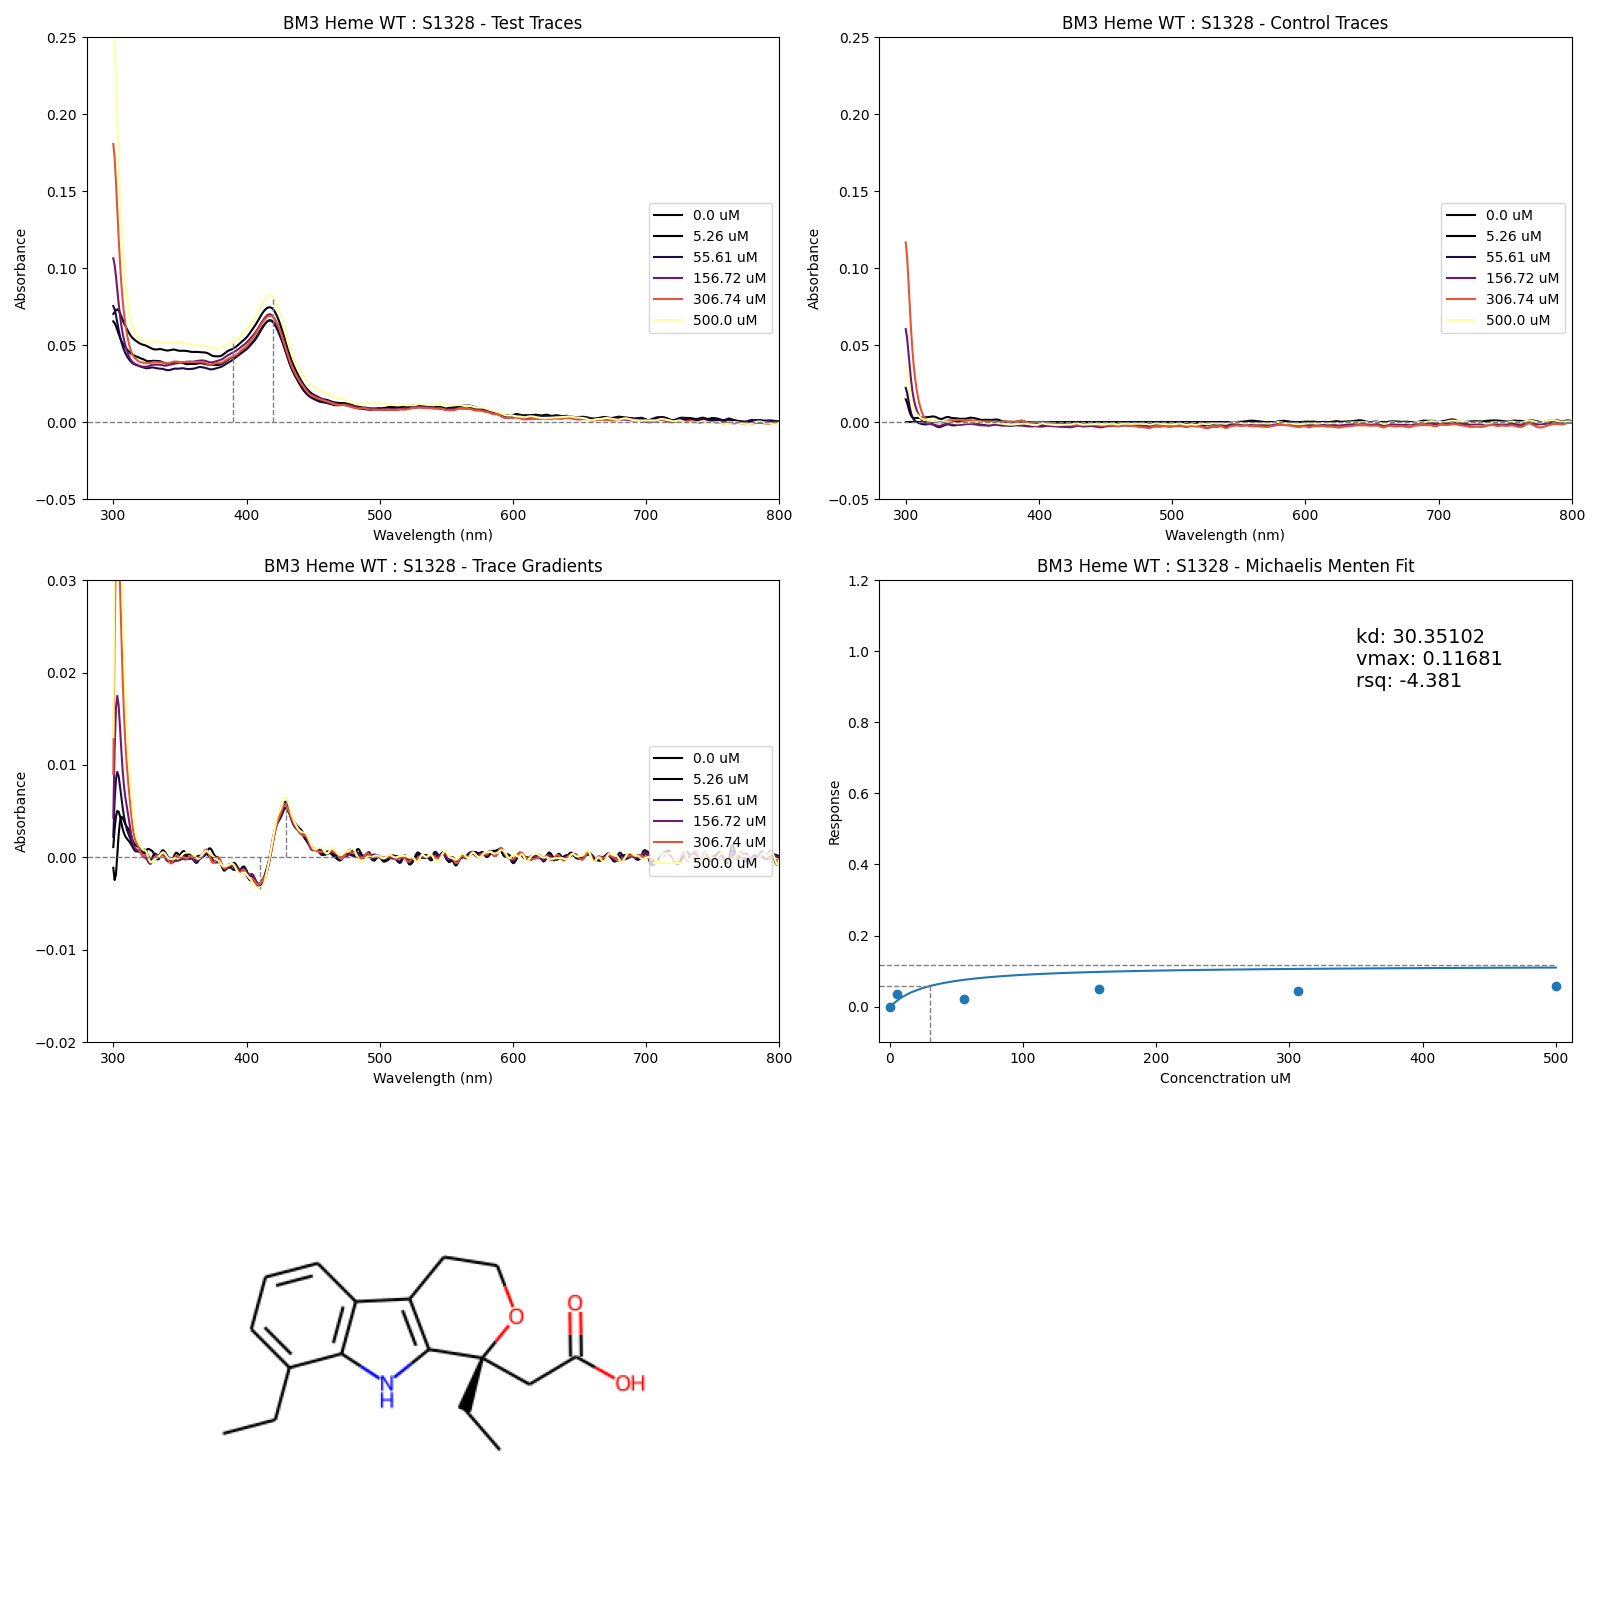 BM3 Heme WT : S1328 - Test Traces
0.25
0.20
0.15
0.10
0.05
0.00
−0.05
Absorbance
300 400 500 600 700 800
Wavelength (nm)
0.0 uM
5.26 uM
55.61 uM
156.72 uM
306.74 uM
500.0 uM
BM3 Heme WT : S1328 - Control Traces
0.25
0.20
0.15
0.10
0.05
0.00
−0.05
Absorbance
300 400 500 600 700 800
Wavelength (nm)
0.0 uM
5.26 uM
55.61 uM
156.72 uM
306.74 uM
500.0 uM
BM3 Heme WT : S1328 - Trace Gradients
0.03
0.02
0.01
0.00
−0.01
−0.02
Absorbance
300 400 500 600 700 800
Wavelength (nm)
0.0 uM
5.26 uM
55.61 uM
156.72 uM
306.74 uM
500.0 uM
BM3 Heme WT : S1328 - Michaelis Menten Fit
1.2
1.0
0.8
0.6
0.4
0.2
0.0
Response
kd: 30.35102
vmax: 0.11681
rsq: -4.381
0 100 200 300 400 500
Concenctration uM
O
O
OH
N
H